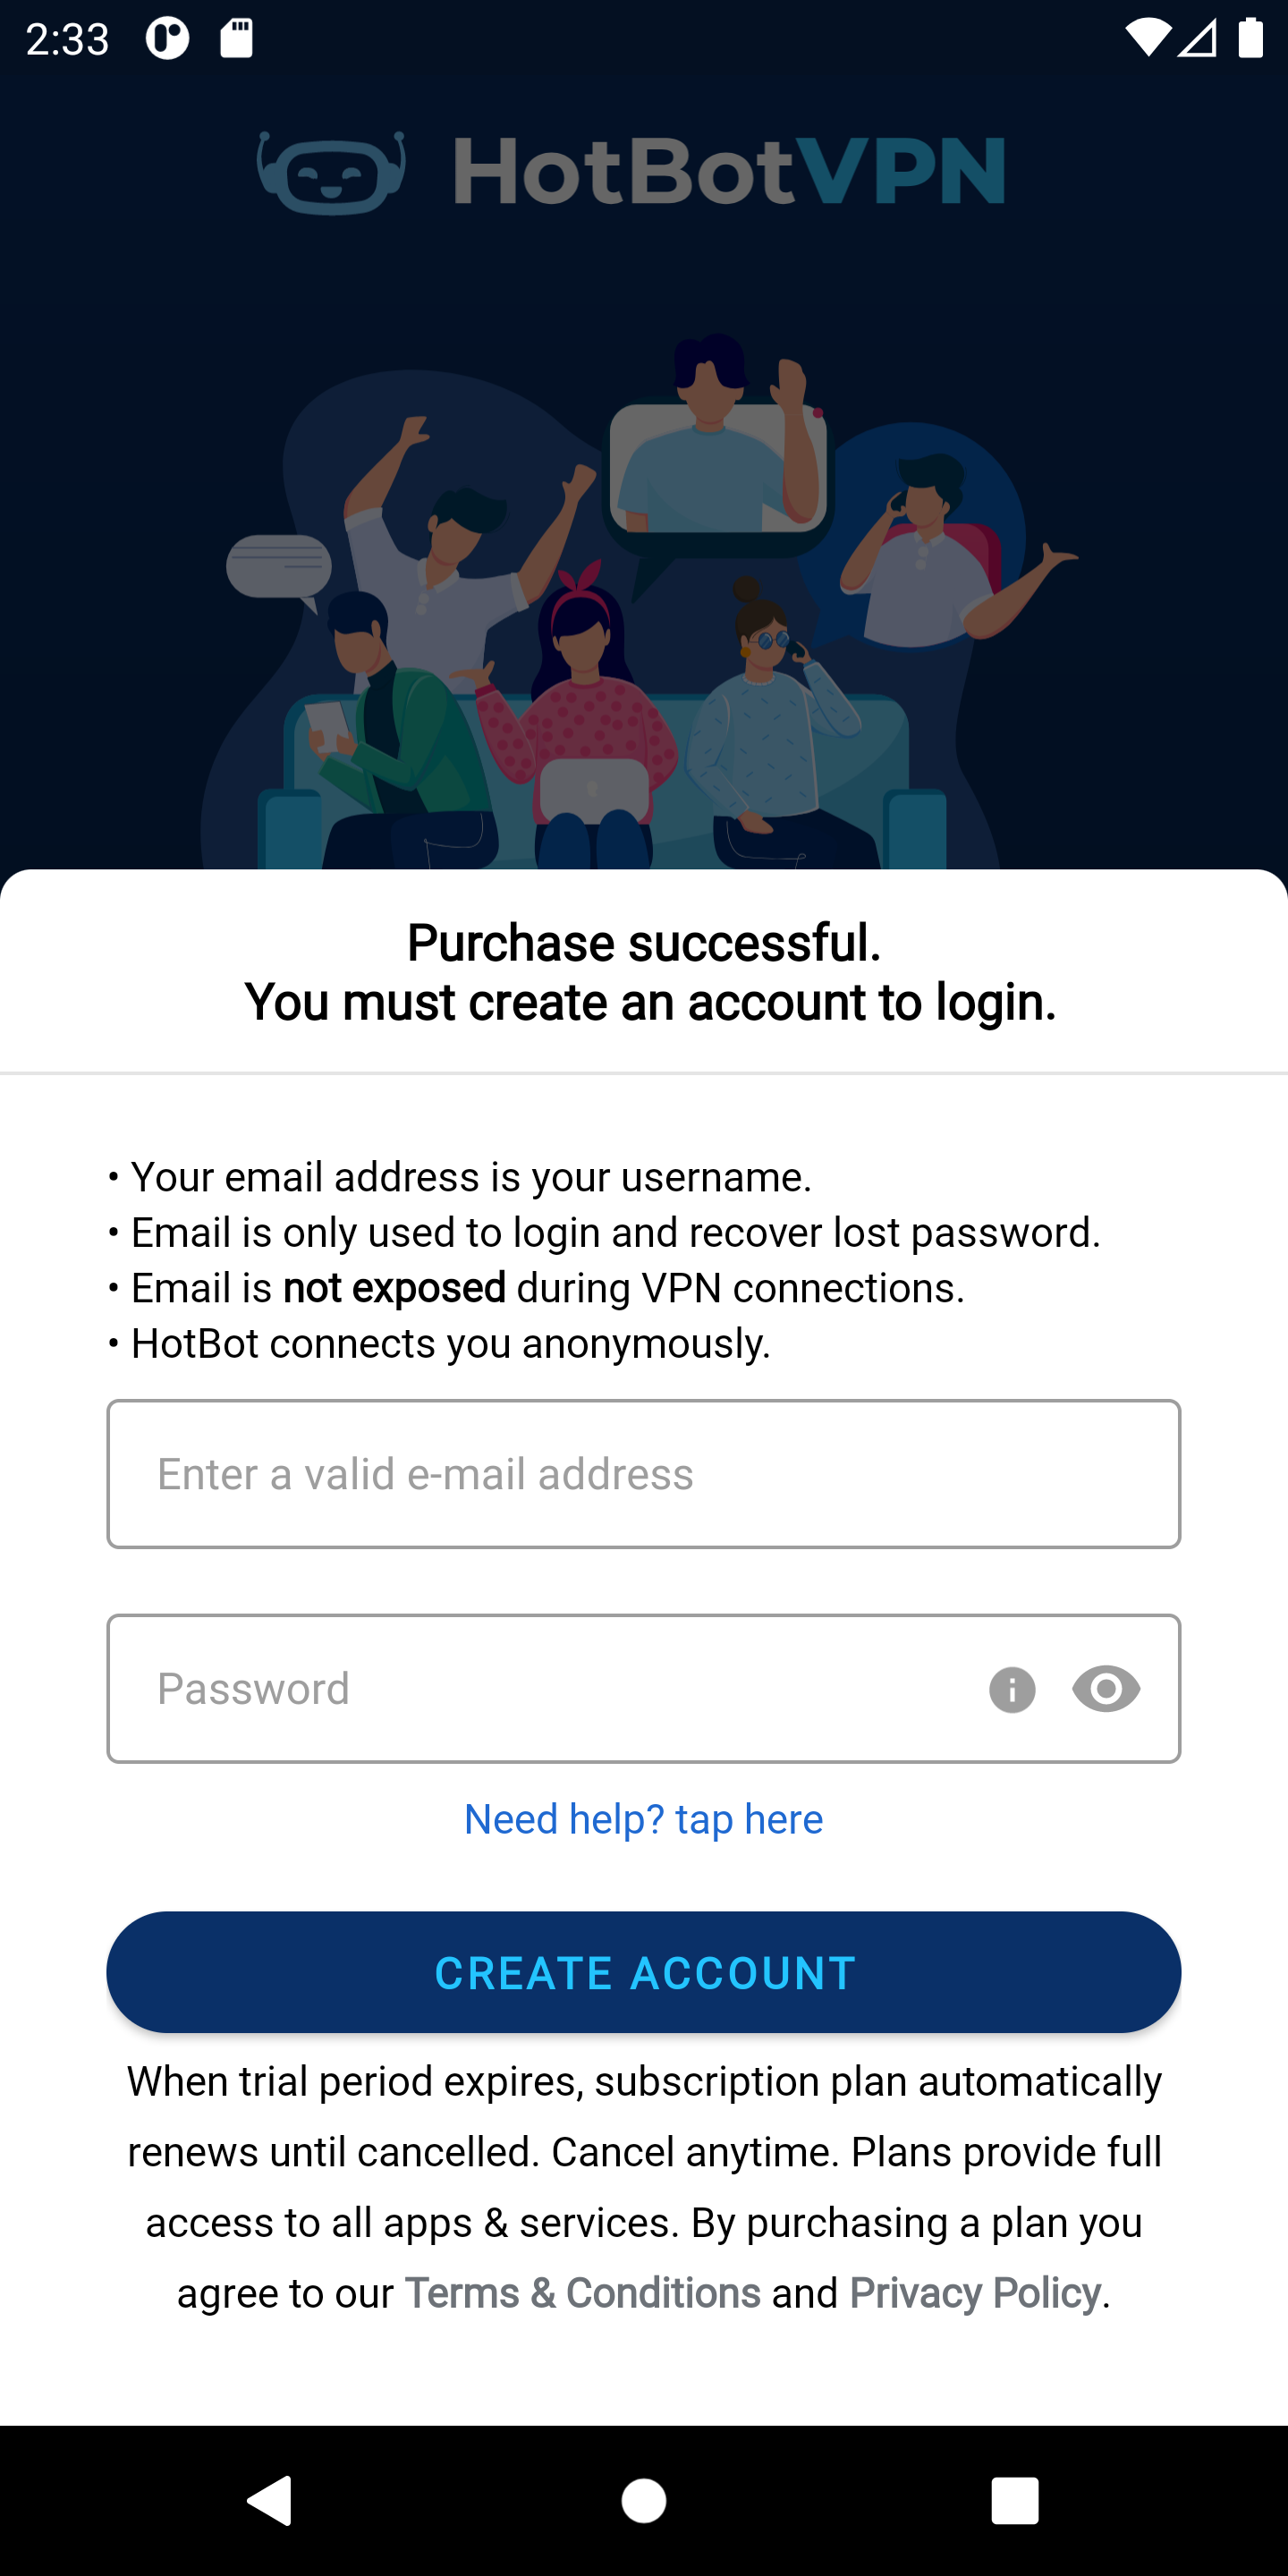 2:33
HotBotVPN
Purchase successful.
You must create an account to login.
• Your email address is your username.
• Email is only used to login and recover lost password.
• Email is not exposed during VPN connections.
• HotBot connects you anonymously.
Enter a valid e-mail address
Password
Need help? tap here
CREATE ACCOUNT
When trial period expires, subscription plan automatically
renews until cancelled. Cancel anytime. Plans provide full
access to all apps & services. By purchasing a plan you
agree to our Terms & Conditions and Privacy Policy.